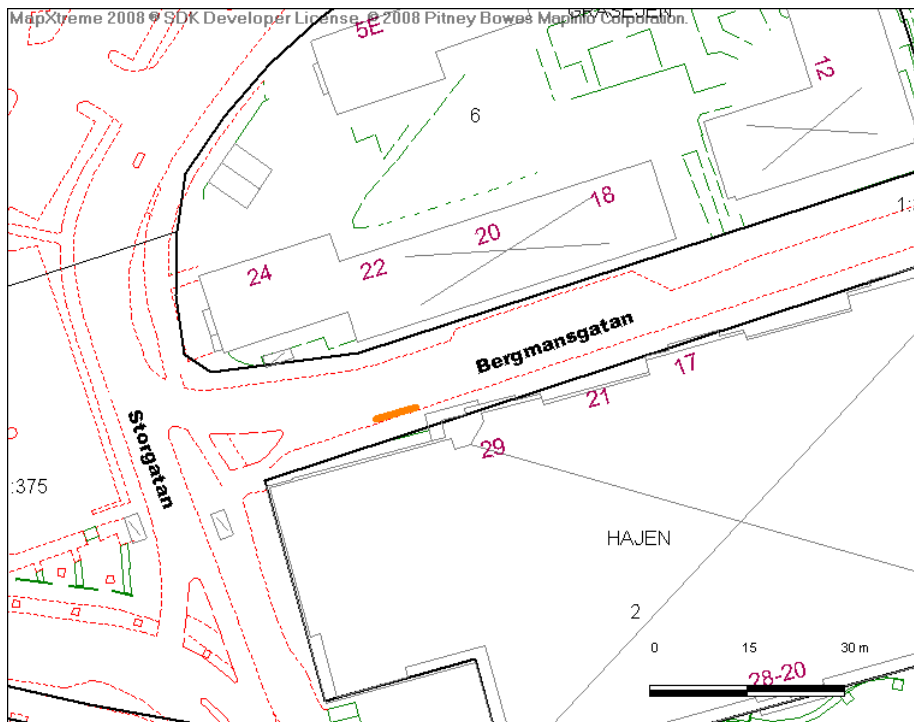 MapXtreme 2008 ® SDK Developer License. © 2008 Pitney Bowes MapInfo Corporation.
5E
12
6
18
20
22
24
Bergmansgatan
17
21
29
Storgatan
:375
HAJEN
2
0 15 30 m
28-20